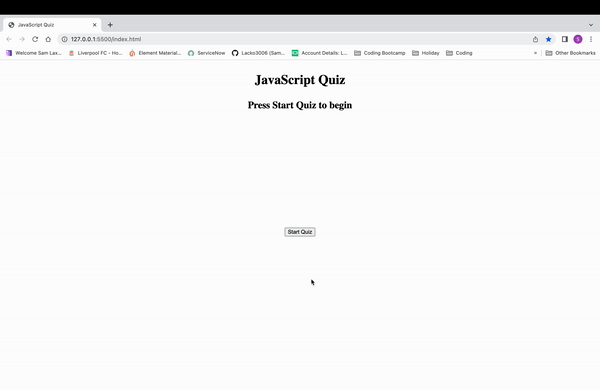 JavaScript Quiz
127.0.0.1:5500/index.html
S
Welcome Sam Lax... Liverpool FC - Ho... Element Material... ServiceNow Lacko3006 (Sam... Account Details: L... Coding Bootcamp Holiday Coding » Other Bookmarks
JavaScript Quiz
Press Start Quiz to begin
Start Quiz